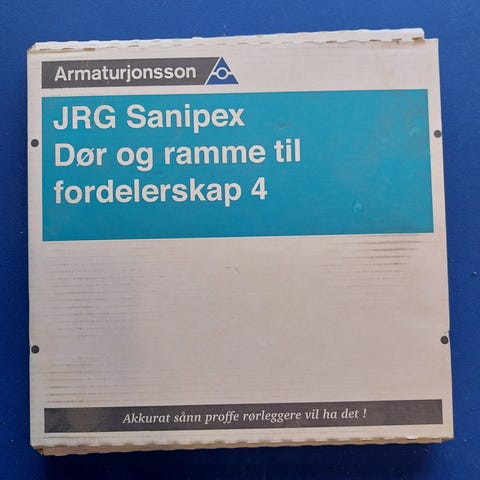 Armaturjonsson
JRG Sanipex
Dør og ramme til
fordelerskap 4
Akkurat sånn proffe rørleggere vil ha det !